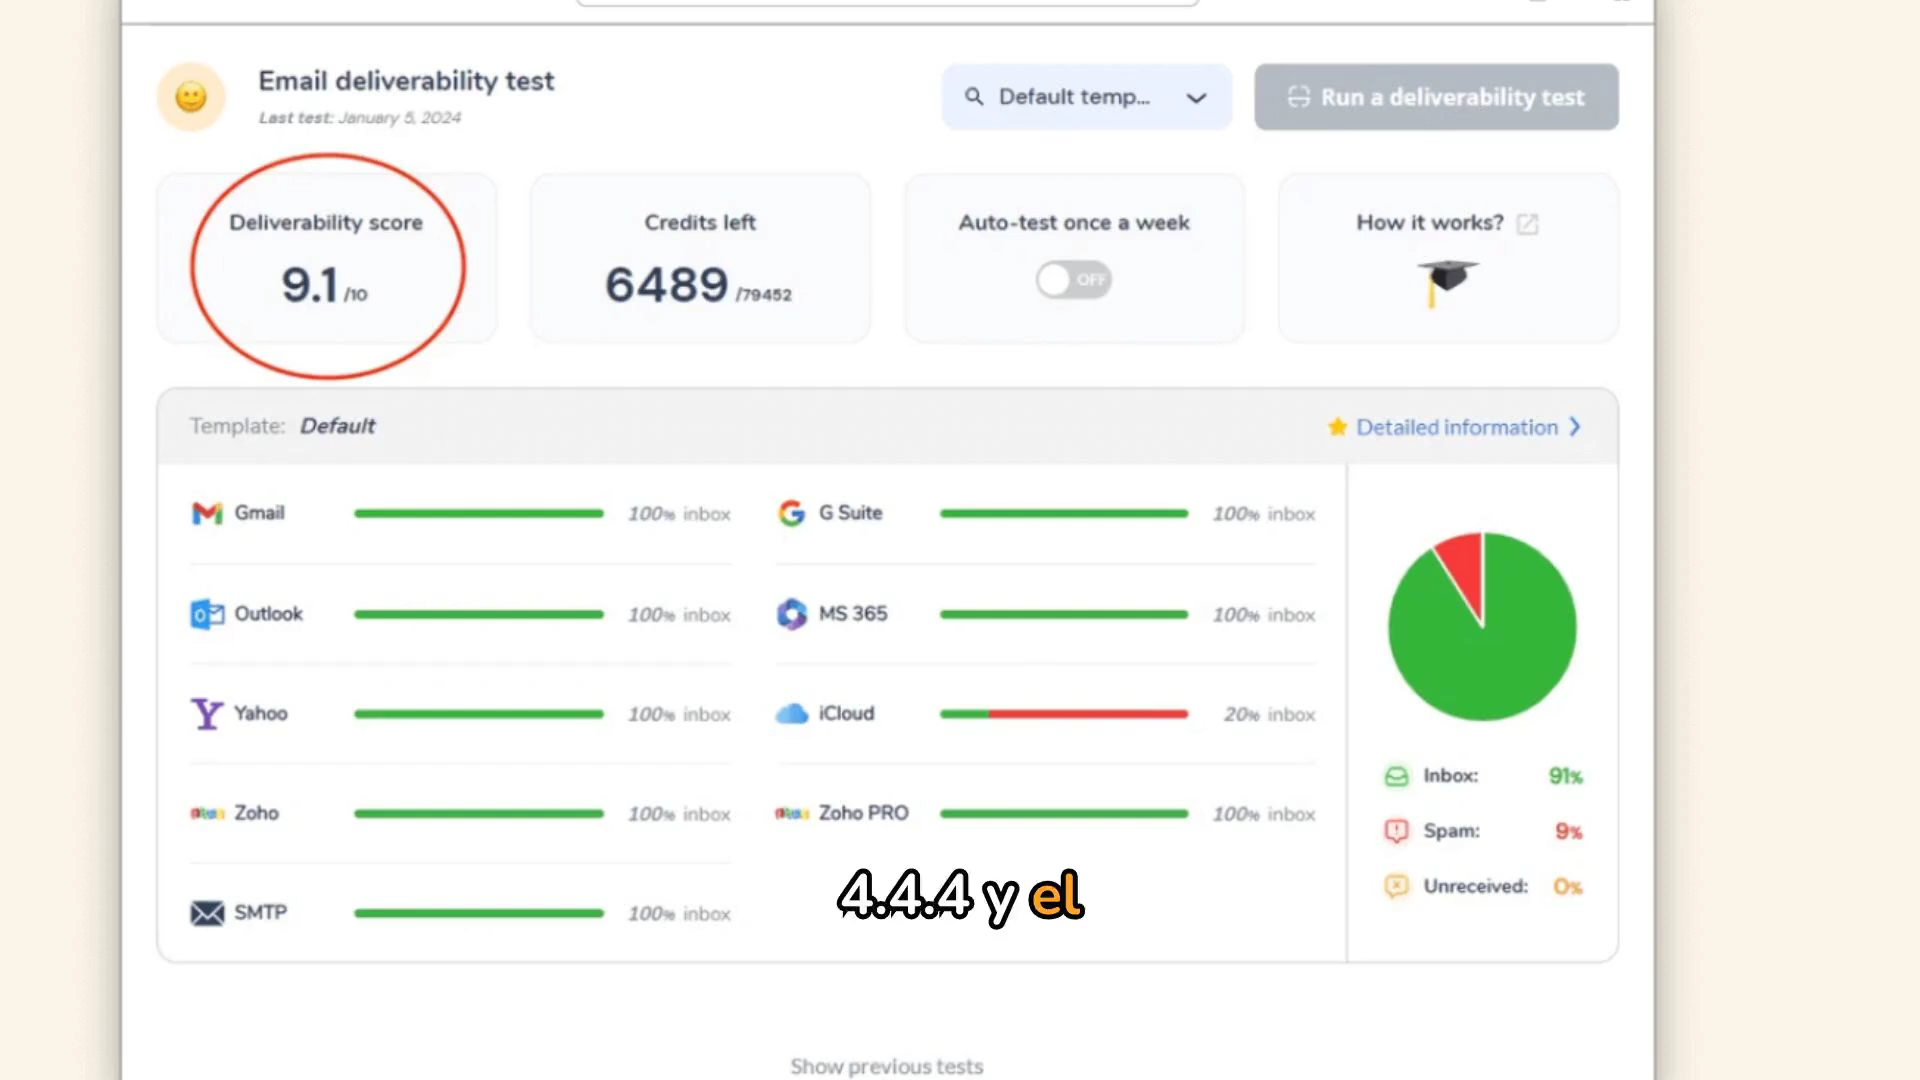 Email deliverability test
Last test: January 5, 2024
Default temp...
Run a deliverability test
Deliverability score
9.1 /10
Credits left
6489 /79452
Auto-test once a week
OFF
How it works?
Template: Default
Detailed information
Gmail 100% inbox
G Suite 100% inbox
Outlook 100% inbox
MS 365 100% inbox
Yahoo 100% inbox
iCloud 20% inbox
Zoho 100% inbox
Zoho PRO 100% inbox
SMTP 100% inbox
Inbox: 91%
Spam: 9%
Unreceived: 0%
4.4.4 y el
Show previous tests